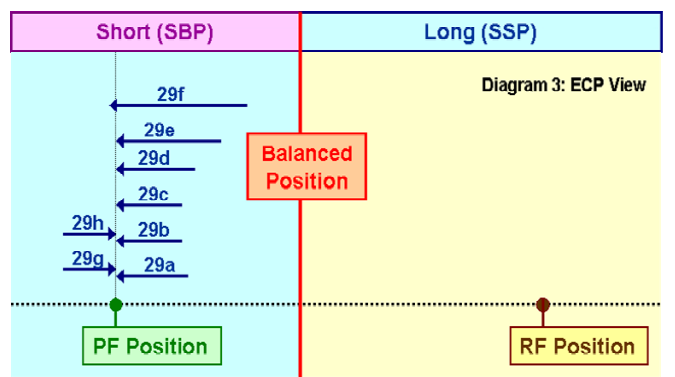 Short (SBP)
Long (SSP)
Diagram 3: ECP View
29f
29e
29d
29c
29h
29b
29g
29a
Balanced
Position
PF Position
RF Position